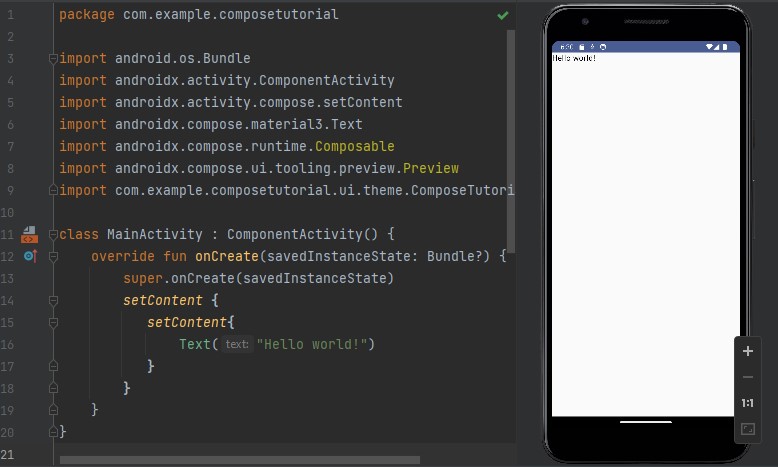 1 package com.example.composetutorial
2
3 import android.os.Bundle
4 import androidx.activity.ComponentActivity
5 import androidx.activity.compose.setContent
6 import androidx.compose.material3.Text
7 import androidx.compose.runtime.Composable
8 import androidx.compose.ui.tooling.preview.Preview
9 import com.example.composetutorial.ui.theme.ComposeTutori
10
11 class MainActivity : ComponentActivity() {
12 override fun onCreate(savedInstanceState: Bundle?) {
13 super.onCreate(savedInstanceState)
14 setContent {
15 setContent{
16 Text( text: "Hello world!")
17 }
18 }
19 }
20 }
21
Hello world!
1:1